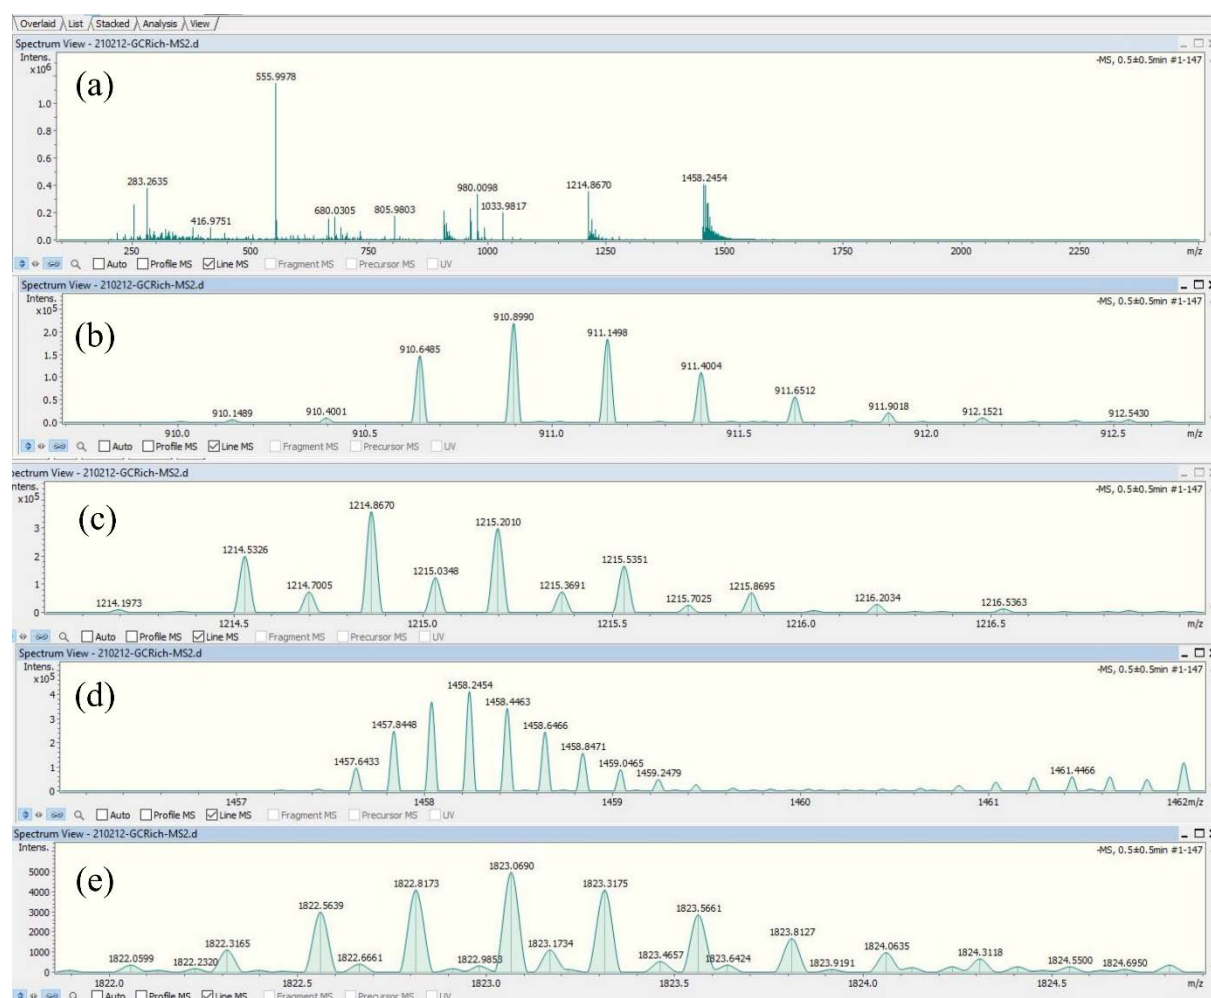 Overlaid List Stacked Analysis View
Spectrum View - 210212-GCRich-MS2.d
Intens.
x10⁶
-MS, 0.5±0.5min #1-147
(a)
555.9978
1.0
0.8
0.6
0.4
0.2
0.0
283.2635
416.9751
680.0305
805.9803
980.0098
1033.9817
1214.8670
1458.2454
250 500 750 1000 1250 1500 1750 2000 2250 m/z
Auto Profile MS Line MS Fragment MS Precursor MS UV
Spectrum View - 210212-GCRich-MS2.d
Intens.
x10⁵
-MS, 0.5±0.5min #1-147
(b)
2.0
1.5
1.0
0.5
0.0
910.1489
910.4001
910.6485
910.8990
911.1498
911.4004
911.6512
911.9018
912.1521
912.5430
910.0 910.5 911.0 911.5 912.0 912.5 m/z
Auto Profile MS Line MS Fragment MS Precursor MS UV
pectrum View - 210212-GCRich-MS2.d
ntens.
x10⁵
-MS, 0.5±0.5min #1-147
(c)
3
2
1
0
1214.1973
1214.5326
1214.7005
1214.8670
1215.0348
1215.2010
1215.3691
1215.5351
1215.7025
1215.8695
1216.2034
1216.5363
1214.5 1215.0 1215.5 1216.0 1216.5 m/z
Auto Profile MS Line MS Fragment MS Precursor MS UV
Spectrum View - 210212-GCRich-MS2.d
Intens.
x10⁵
-MS, 0.5±0.5min #1-147
(d)
4
3
2
1
0
1457.6433
1457.8448
1458.2454
1458.4463
1458.6466
1458.8471
1459.0465
1459.2479
1461.4466
1457 1458 1459 1460 1461 1462m/z
Auto Profile MS Line MS Fragment MS Precursor MS UV
Spectrum View - 210212-GCRich-MS2.d
Intens.
-MS, 0.5±0.5min #1-147
(e)
5000
4000
3000
2000
1000
0
1822.0599
1822.2320
1822.3165
1822.5639
1822.6661
1822.8173
1822.9853
1823.0690
1823.1734
1823.3175
1823.4657
1823.5661
1823.6424
1823.8127
1823.9191
1824.0635
1824.3118
1824.5500
1824.6950
1822.0 1822.5 1823.0 1823.5 1824.0 1824.5 m/z
Auto Profile MS Line MS Fragment MS Precursor MS UV